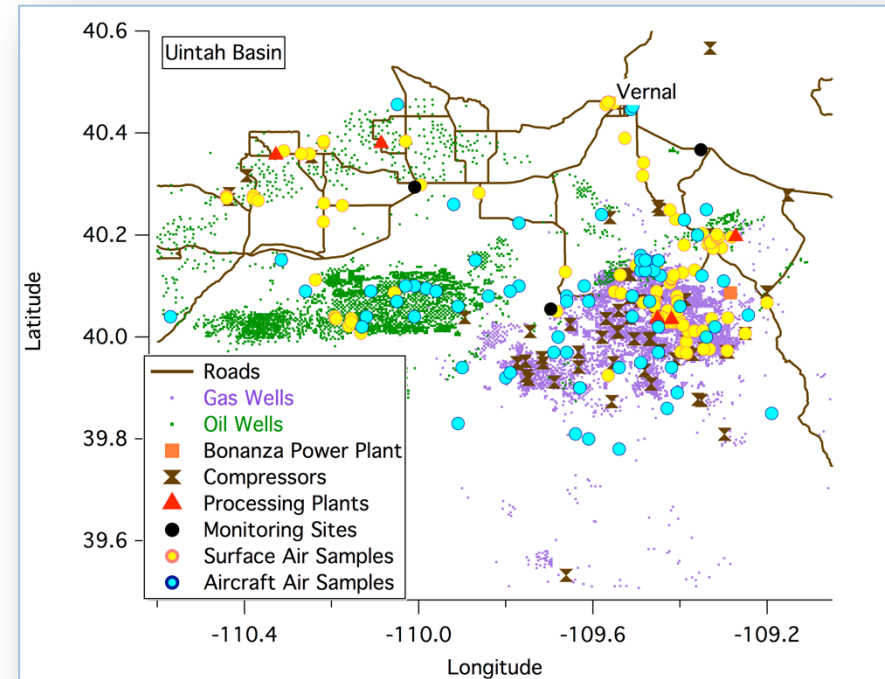 40.6
Uintah Basin
Vernal
40.4
40.2
Latitude
40.0
Roads
Gas Wells
Oil Wells
Bonanza Power Plant
Compressors
39.8
Processing Plants
Monitoring Sites
39.6
Surface Air Samples
Aircraft Air Samples
-110.4
-110.0
-109.6
-109.2
Longitude